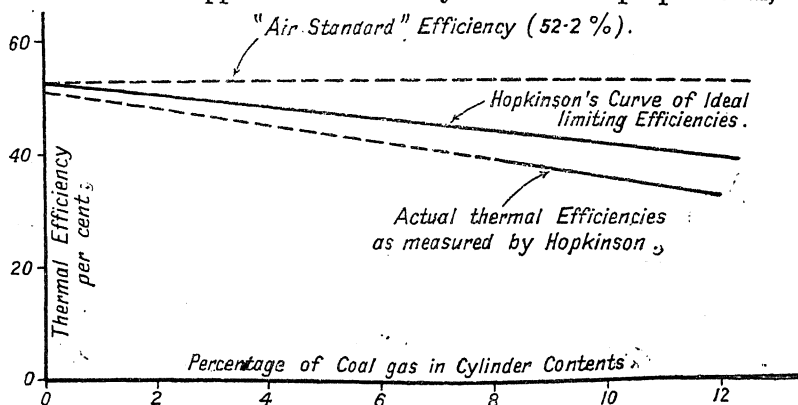 "Air Standard" Efficiency (52·2 %).
60
Hopkinson's Curve of Ideal
limiting Efficiencies.
40
Thermal Efficiency
per cent.
Actual thermal Efficiencies
as measured by Hopkinson.
20
Percentage of Coal gas in Cylinder Contents.
0
0 2 4 6 8 10 12